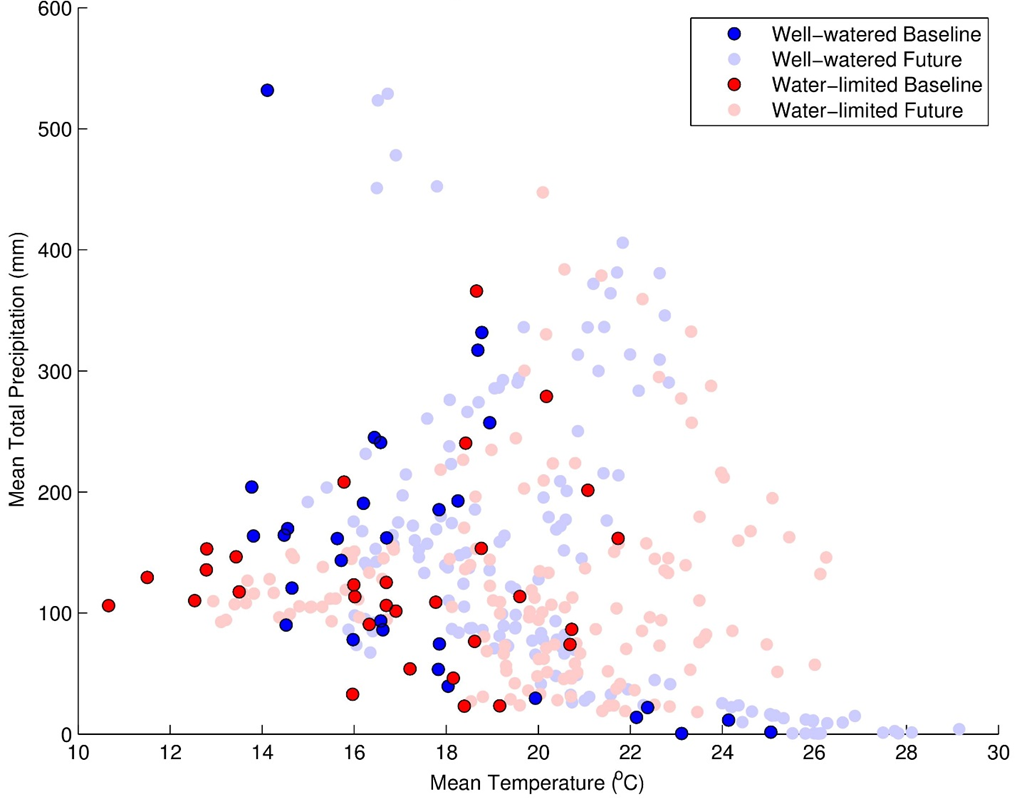 600
500
400
300
200
100
0
Mean Total Precipitation (mm)
Well−watered Baseline
Well−watered Future
Water−limited Baseline
Water−limited Future
10 12 14 16 18 20 22 24 26 28 30
Mean Temperature (⁰C)